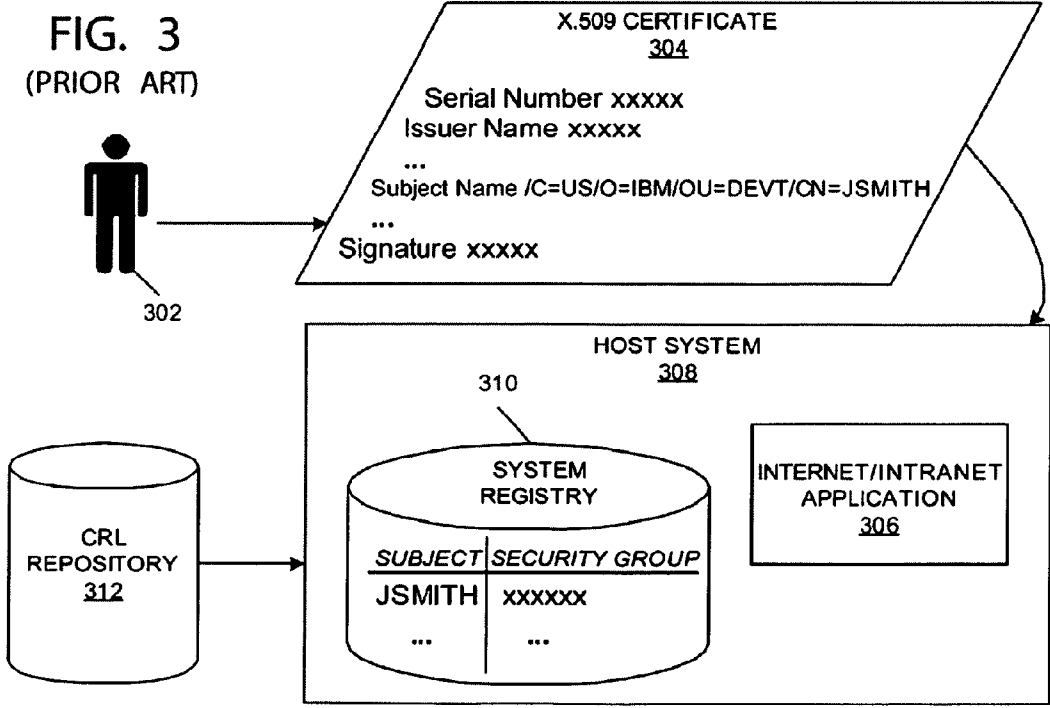 FIG. 3
(PRIOR ART)
X.509 CERTIFICATE
304
Serial Number xxxxx
Issuer Name xxxxx
...
Subject Name /C=US/O=IBM/OU=DEVT/CN=JSMITH
...
Signature xxxxx
302
HOST SYSTEM
308
310
SYSTEM
REGISTRY
SUBJECT SECURITY GROUP
JSMITH xxxxxx
... ...
INTERNET/INTRANET
APPLICATION
306
CRL
REPOSITORY
312